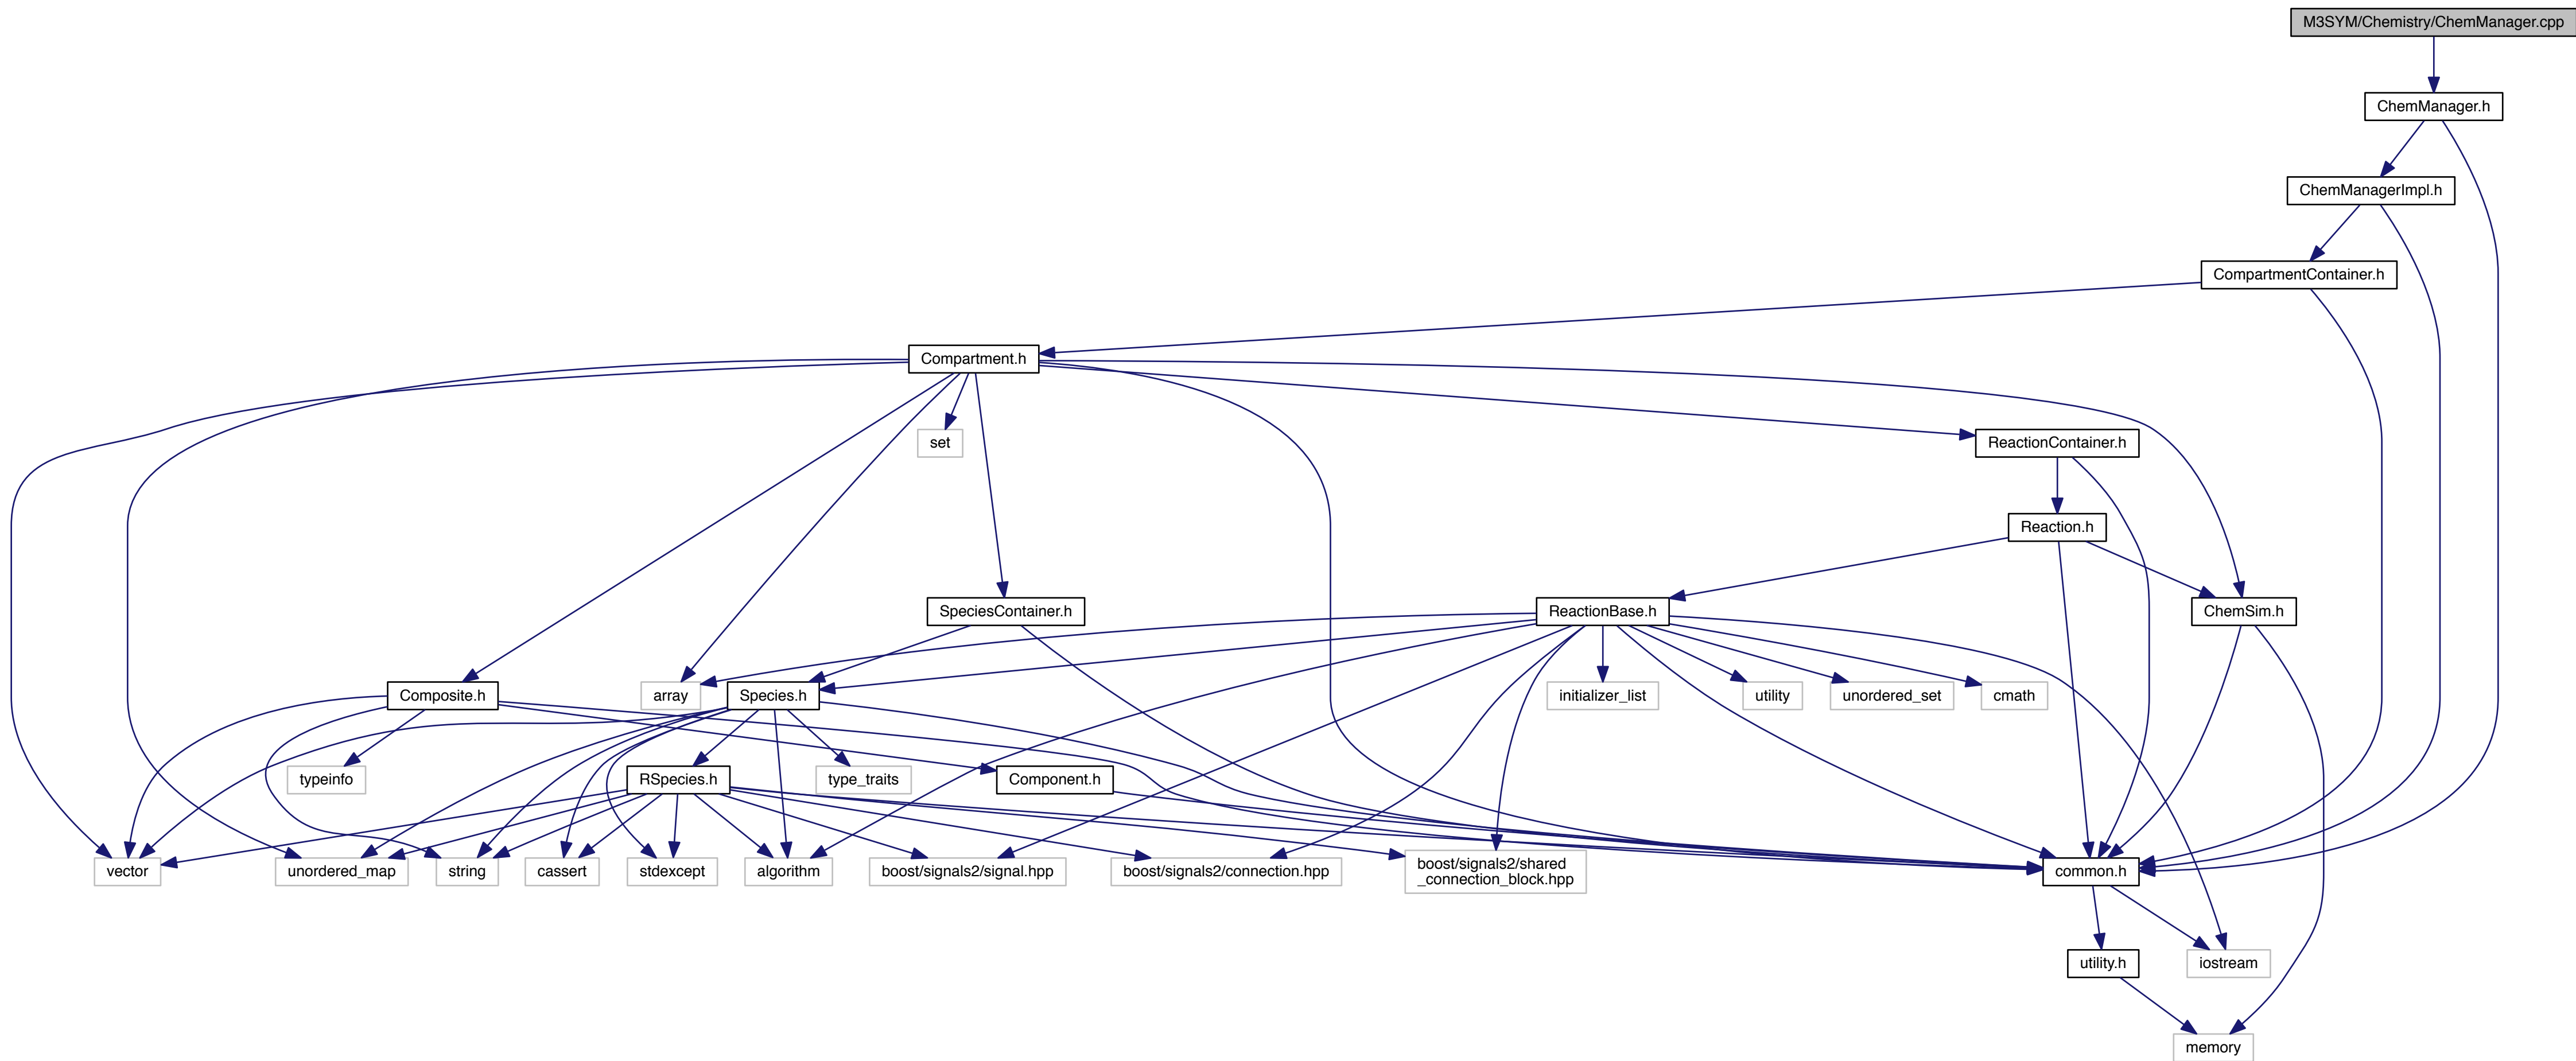 M3SYM/Chemistry/ChemManager.cpp
ChemManager.h
ChemManagerImpl.h
CompartmentContainer.h
Compartment.h
set
ReactionContainer.h
Reaction.h
SpeciesContainer.h
ReactionBase.h
ChemSim.h
Composite.h
array
Species.h
initializer_list
utility
unordered_set
cmath
typeinfo
RSpecies.h
type_traits
Component.h
vector
unordered_map
string
cassert
stdexcept
algorithm
boost/signals2/signal.hpp
boost/signals2/connection.hpp
boost/signals2/shared
_connection_block.hpp
common.h
utility.h
iostream
memory